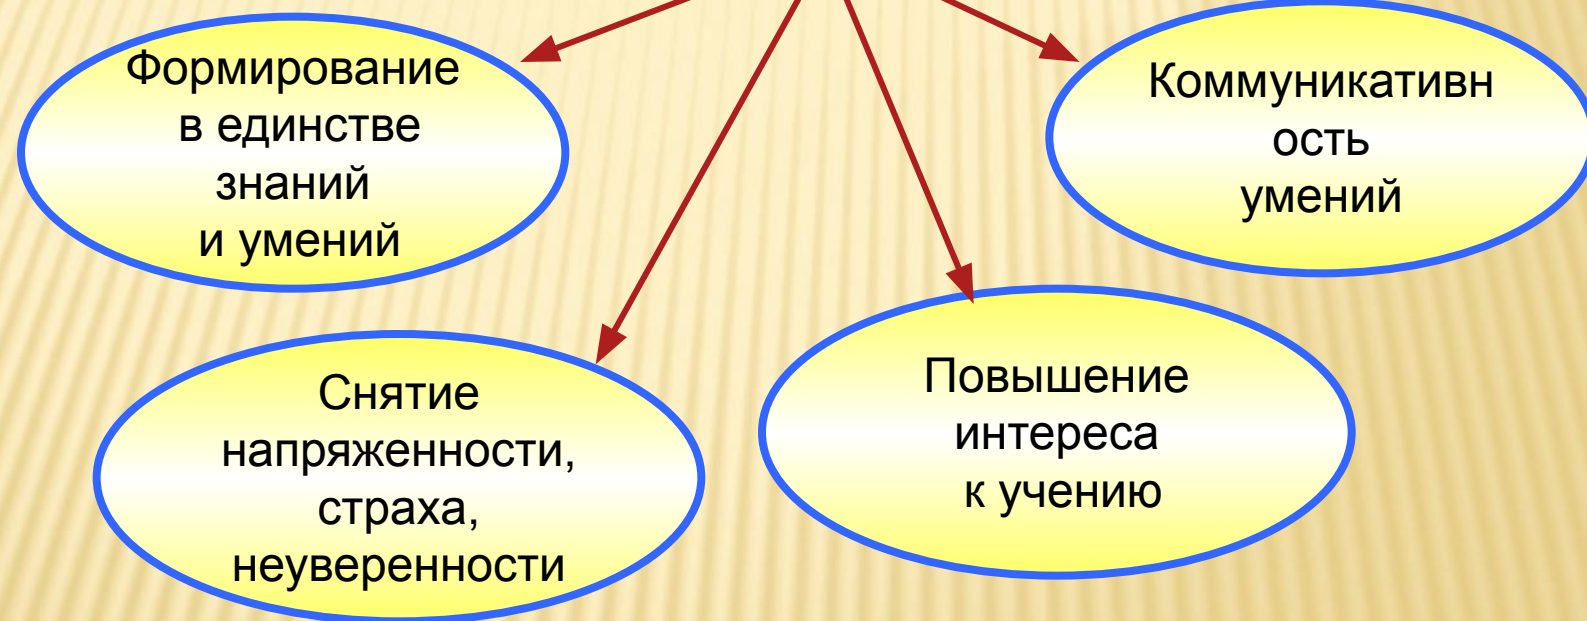 Формирование
в единстве
знаний
и умений
Коммуникативн
ость
умений
Снятие
напряженности,
страха,
неуверенности
Повышение
интереса
к учению